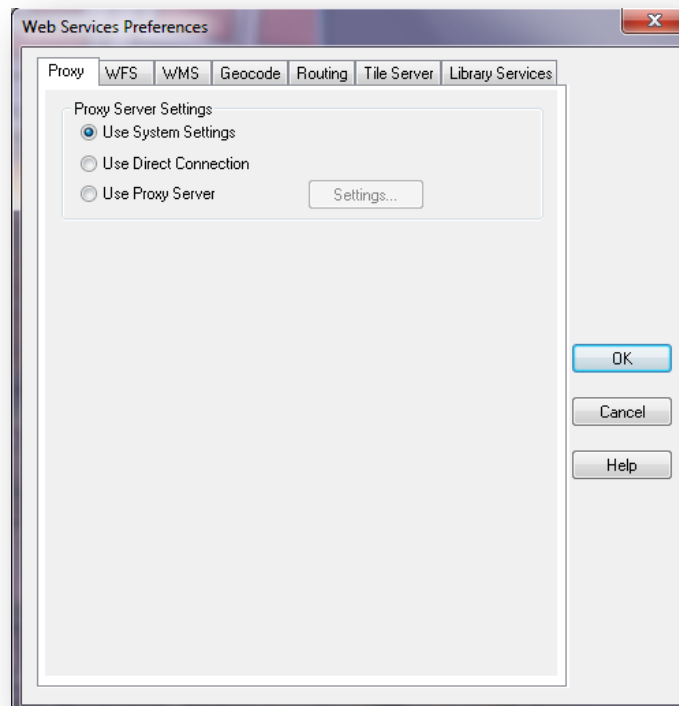 Web Services Preferences
Proxy WFS WMS Geocode Routing Tile Server Library Services
Proxy Server Settings
Use System Settings
Use Direct Connection
Use Proxy Server Settings...
OK
Cancel
Help